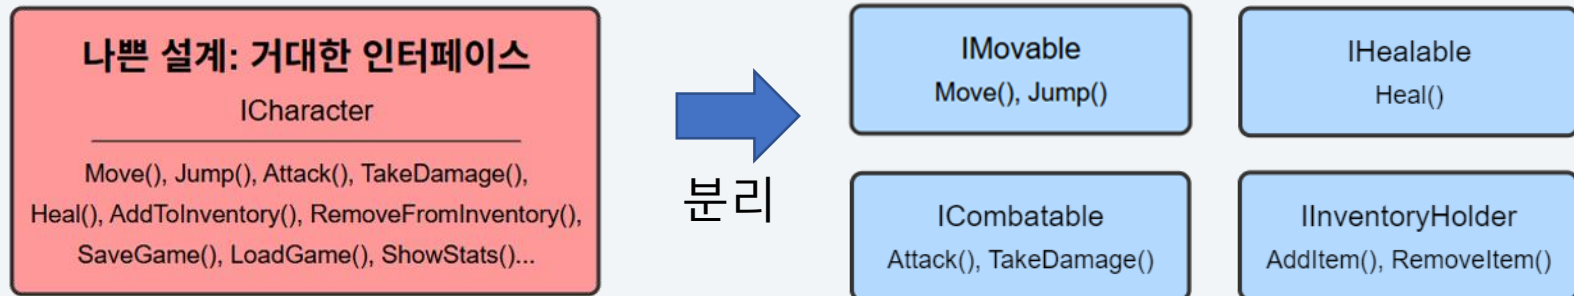 나쁜 설계: 거대한 인터페이스
ICharacter
Move(), Jump(), Attack(), TakeDamage(),
Heal(), AddToInventory(), RemoveFromInventory(),
SaveGame(), LoadGame(), ShowStats()...
분리
IMovable
Move(), Jump()
IHealable
Heal()
ICombatable
Attack(), TakeDamage()
IInventoryHolder
AddItem(), RemoveItem()